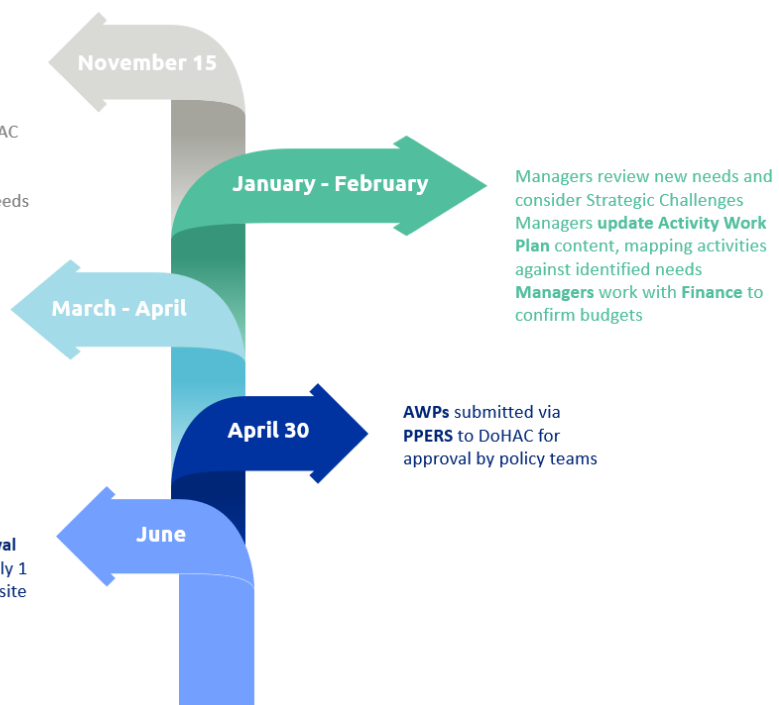 November 15
AC
eeds
January - February
Managers review new needs and
consider Strategic Challenges
Managers update Activity Work
Plan content, mapping activities
against identified needs
Managers work with Finance to
confirm budgets
March - April
April 30
AWPs submitted via
PPERS to DoHAC for
approval by policy teams
June
val
ly 1
site